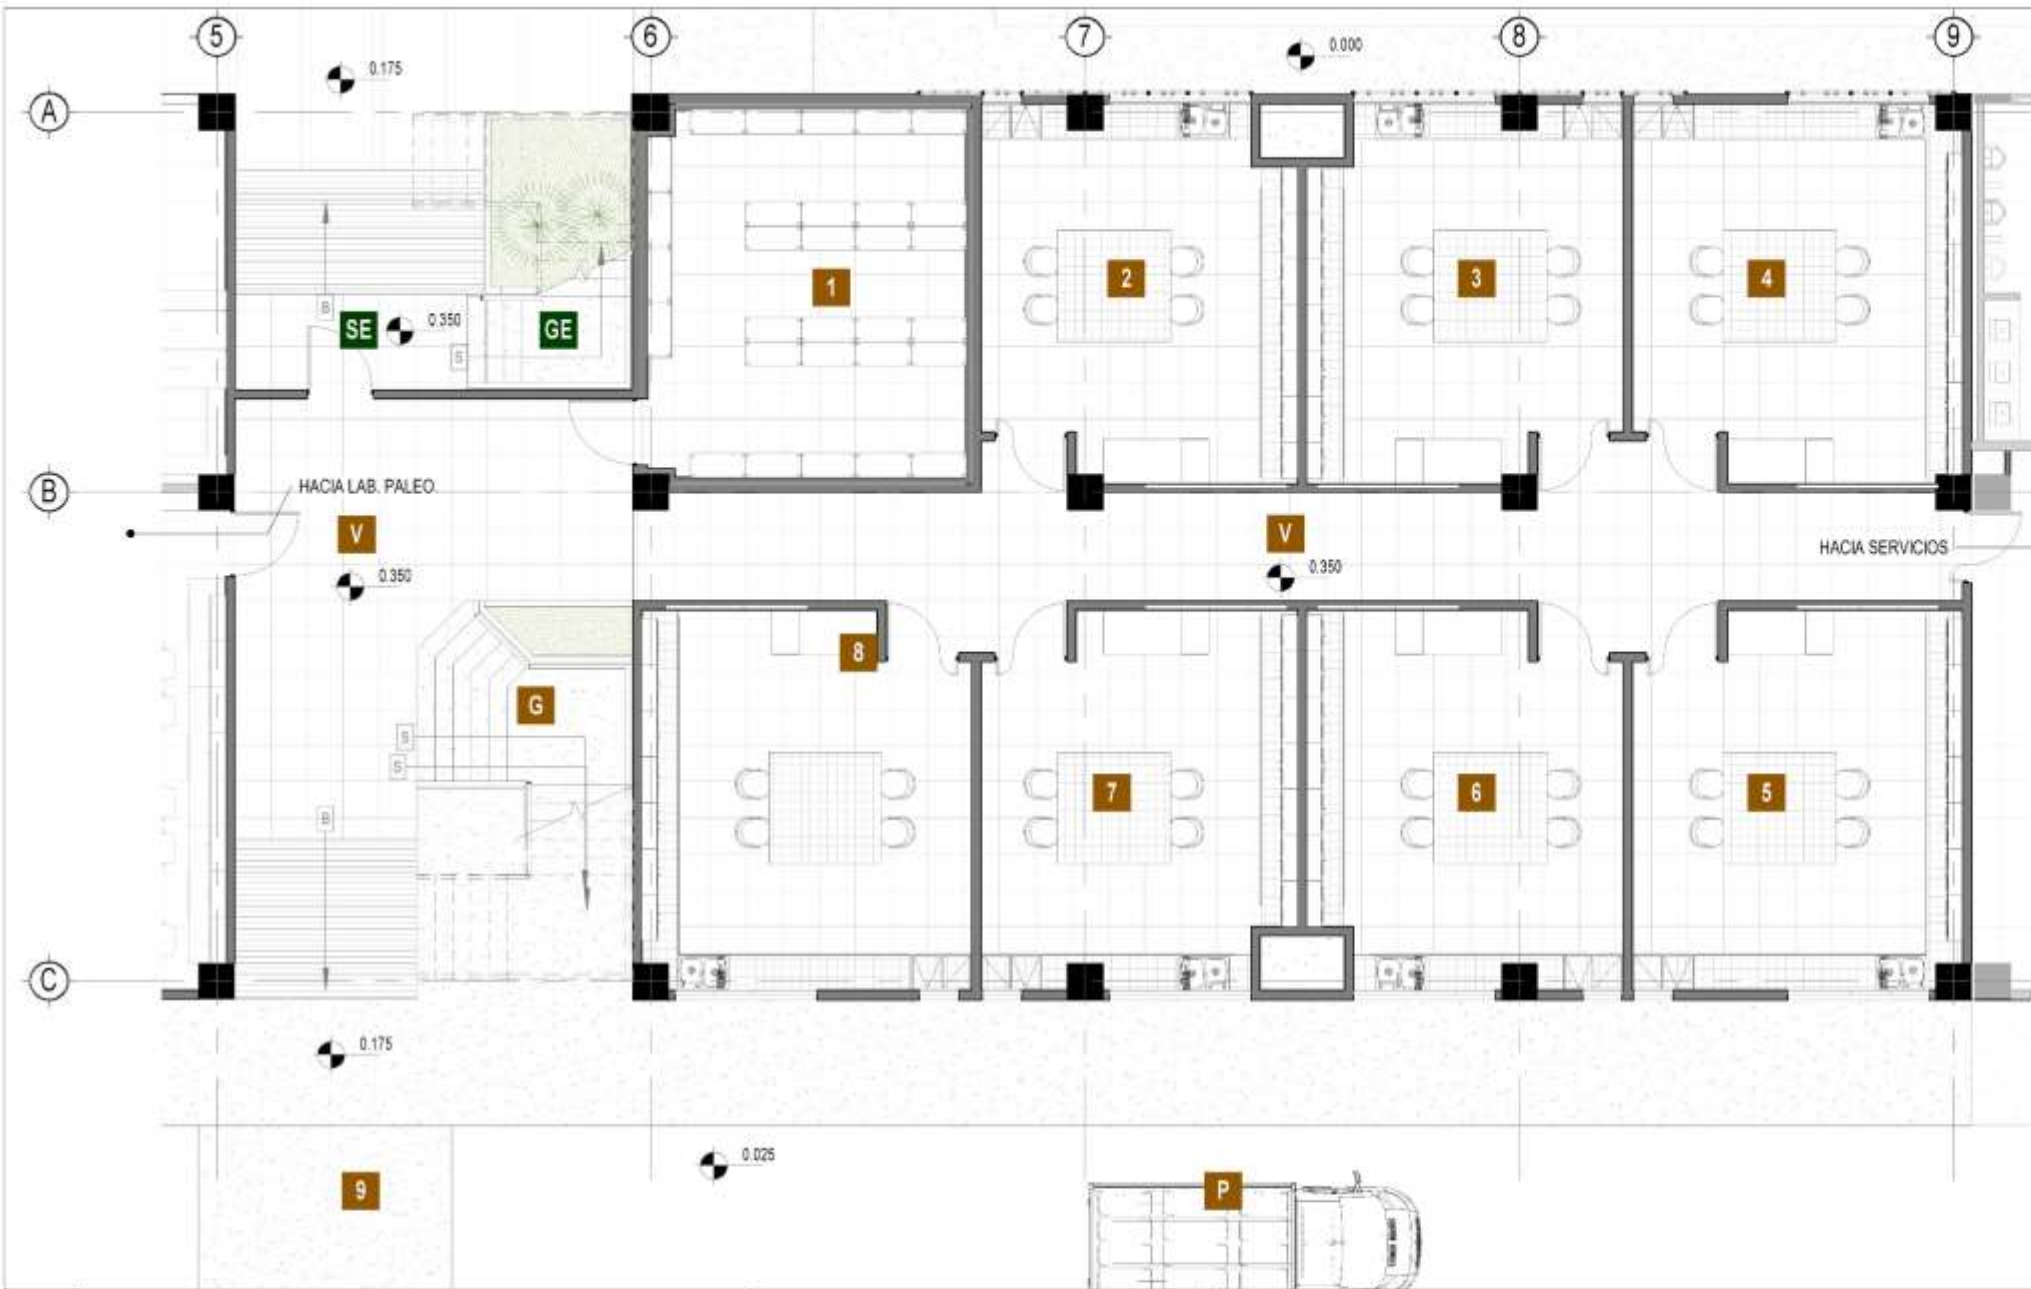 5 6 7 8 9
0.000
0.175
A
1
2 3 4
B
SE 0.350 GE
S
B HACIA LAB. PALEO.
V V
HACIA SERVICIOS
0.350 0.350
8
G
S
S
7 6 5
B
C
0.175
0.025
9 P